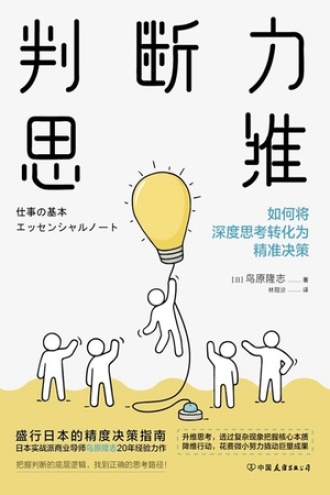 判断力
思维
仕事の基本
エッセンシャルノート
如何将
深度思考转化为
精准决策
[日] 鸟原隆志 著
林冠汾 译
盛行日本的精度决策指南
日本实战派商业导师鸟原隆志20年经验力作
把握判断的底层逻辑,找到正确的思考路径!
升维思考,透过复杂现象把握核心本质
降维行动,花费微小努力撬动巨量成果
中国友谊出版公司